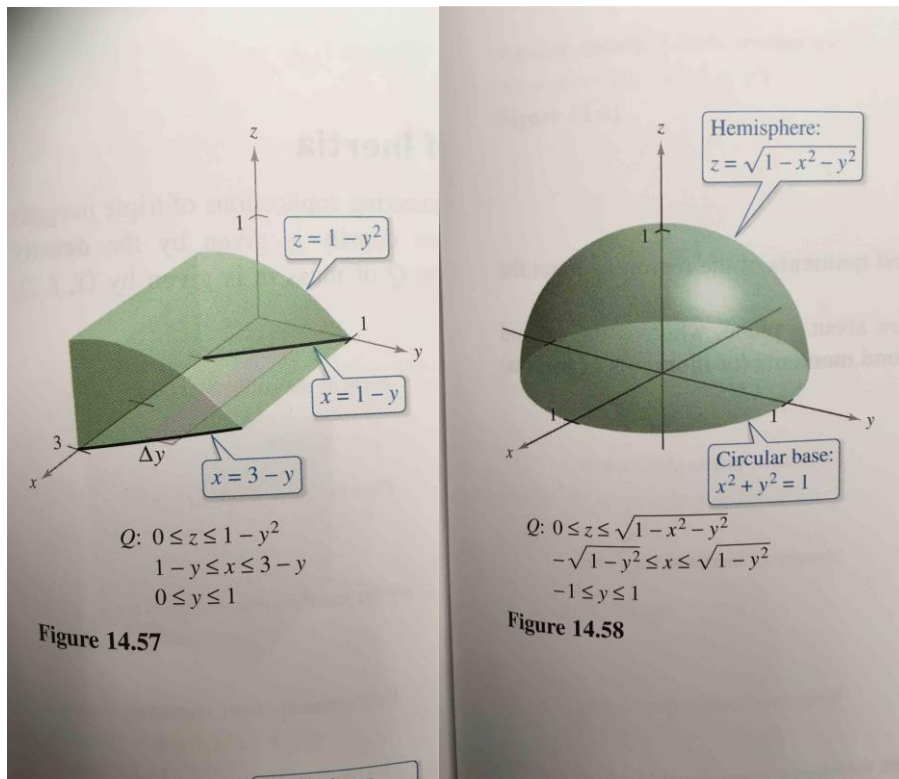 z
1
z = 1 − y²
1
y
x = 1 − y
3
x
Δy
x = 3 − y
Q: 0 ≤ z ≤ 1 − y²
1 − y ≤ x ≤ 3 − y
0 ≤ y ≤ 1
Figure 14.57
z
Hemisphere:
z = √(1 − x² − y²)
1
1
1
y
x
Circular base:
x² + y² = 1
Q: 0 ≤ z ≤ √(1 − x² − y²)
−√(1 − y²) ≤ x ≤ √(1 − y²)
−1 ≤ y ≤ 1
Figure 14.58